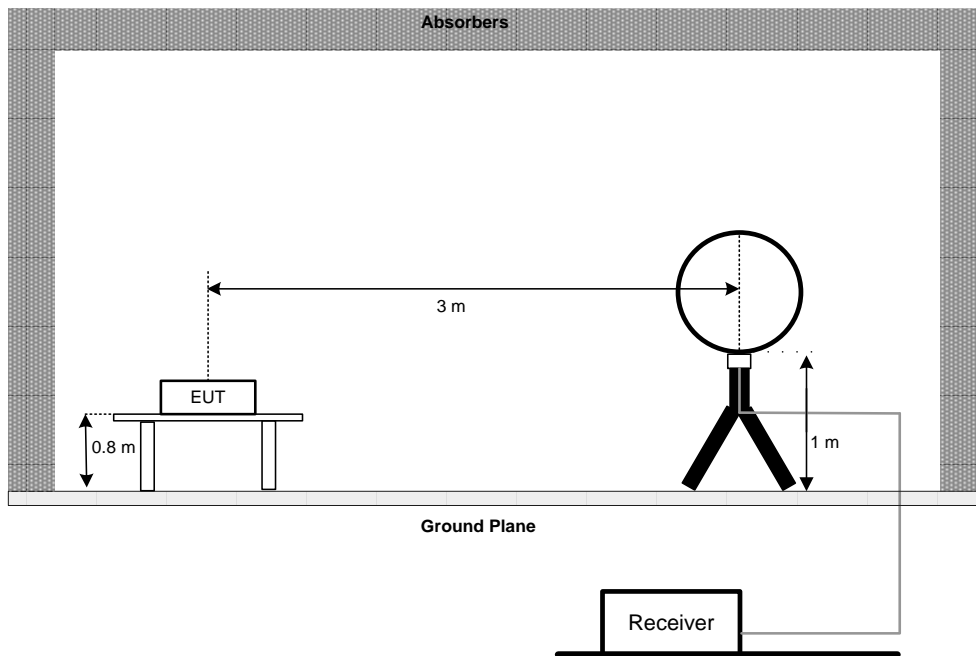 Absorbers
3 m
EUT
0.8 m
1 m
Ground Plane
Receiver